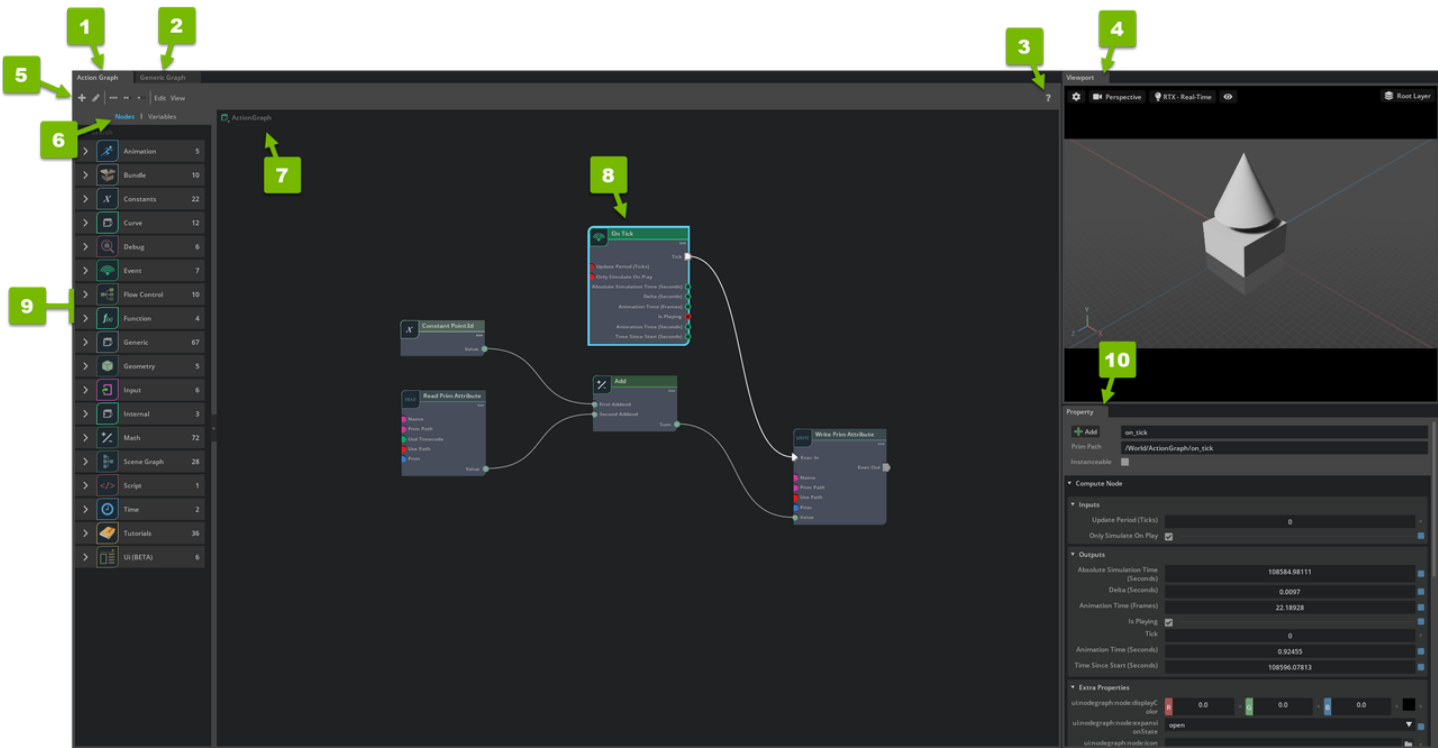 1
2
3
4
5
6
7
8
9
10
Action Graph
Generic Graph
Edit View
?
Nodes | Variables
Search
Animation 5
Bundle 10
Constants 22
Curve 12
Debug 6
Event 7
Flow Control 10
Function 4
Generic 67
Geometry 5
Input 6
Internal 3
Math 72
Scene Graph 28
Script 1
Time 2
Tutorials 36
UI (BETA) 6
ActionGraph
On Tick
Tick
Update Period (Ticks)
Only Simulate On Play
Absolute Simulation Time (Seconds)
Delta (Seconds)
Animation Time (Frames)
Is Playing
Animation Time (Seconds)
Time Since Start (Seconds)
Constant Point3d
Value
READ
Read Prim Attribute
Name
Prim Path
Usd Timecode
Use Path
Prim
Value
Add
First Addend
Second Addend
Sum
WRITE
Write Prim Attribute
Exec In
Exec Out
Name
Prim Path
Use Path
Prim
Value
Viewport
Perspective
RTX - Real-Time
Root Layer
Y
Z
X
Property
Add
on_tick
Prim Path
/World/ActionGraph/on_tick
Instanceable
Compute Node
Inputs
Update Period (Ticks) 0
Only Simulate On Play
Outputs
Absolute Simulation Time
(Seconds)
108584.98111
Delta (Seconds) 0.0097
Animation Time (Frames) 22.18928
Is Playing
Tick 0
Animation Time (Seconds) 0.92455
Time Since Start (Seconds) 108596.07813
Extra Properties
ui:nodegraph:node:displayC
olor
R 0.0 G 0.0 B 0.0
ui:nodegraph:node:expansi
onState
open
ui:nodegraph:node:icon